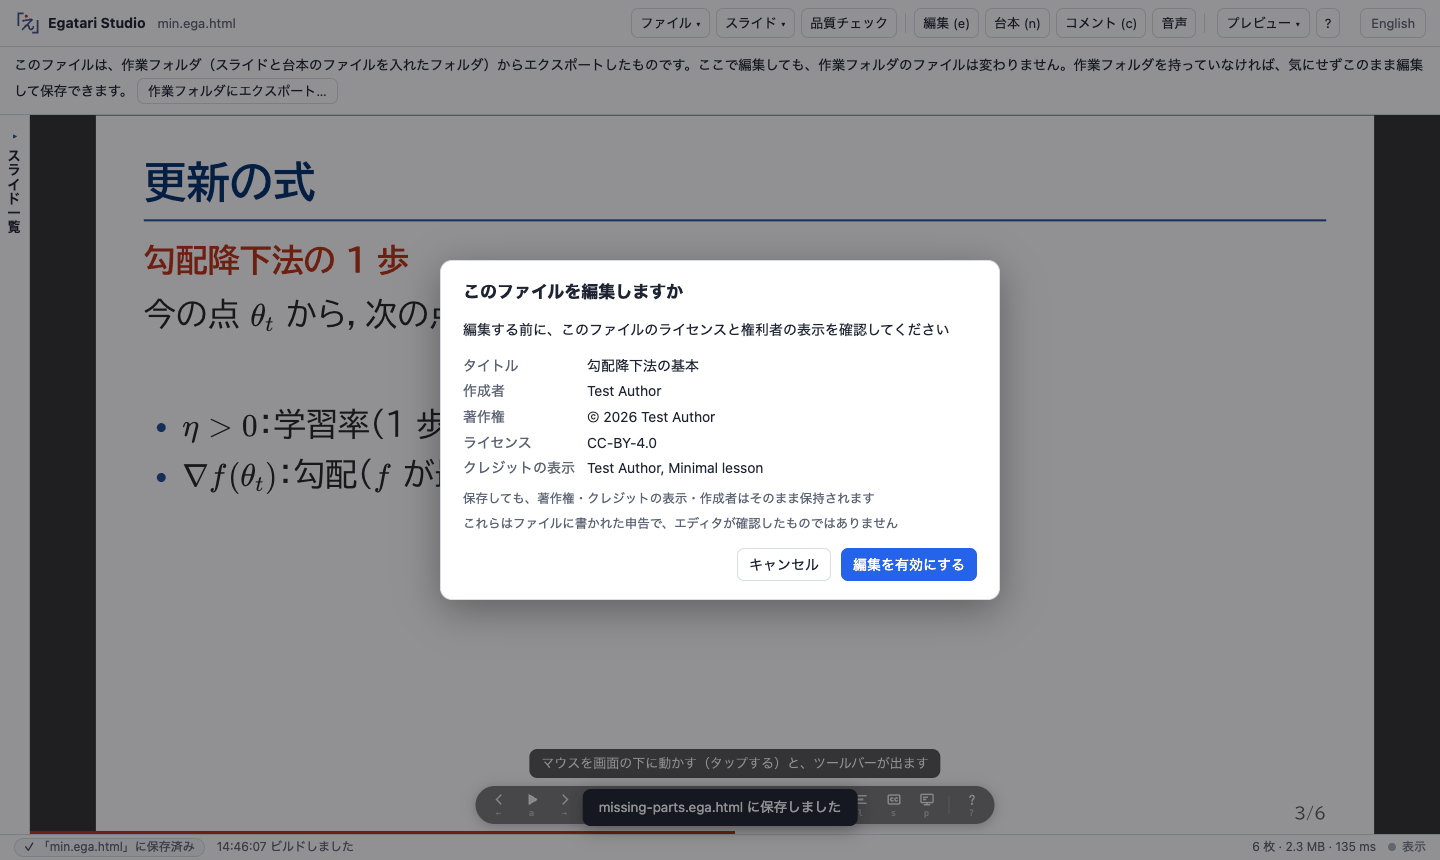 Egatari Studio min.ega.html ファイル ▾ スライド ▾ 品質チェック 編集 (e) 台本 (n) コメント (c) 音声 プレビュー ▾ ? English
このファイルは、作業フォルダ（スライドと台本のファイルを入れたフォルダ）からエクスポートしたものです。ここで編集しても、作業フォルダのファイルは変わりません。作業フォルダを持っていなければ、気にせずこのまま編集
して保存できます。 作業フォルダにエクスポート...
スライド一覧
更新の式
勾配降下法の 1 歩
今の点 θt から, 次の
このファイルを編集しますか
編集する前に、このファイルのライセンスと権利者の表示を確認してください
タイトル 勾配降下法の基本
作成者 Test Author
著作権 © 2026 Test Author
ライセンス CC-BY-4.0
クレジットの表示 Test Author, Minimal lesson
保存しても、著作権・クレジットの表示・作成者はそのまま保持されます
これらはファイルに書かれた申告で、エディタが確認したものではありません
キャンセル 編集を有効にする
• η > 0：学習率(1
• ∇f(θt)：勾配(f が
マウスを画面の下に動かす（タップする）と、ツールバーが出ます
missing-parts.ega.html に保存しました
← a → l s p ?
3/6
✓ 「min.ega.html」に保存済み 14:46:07 ビルドしました 6 枚 · 2.3 MB · 135 ms 表示